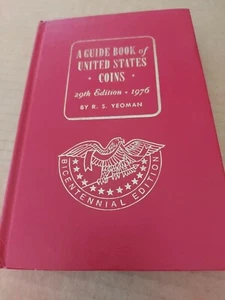 A GUIDE BOOK of
UNITED STATES
• COINS •
29th Edition • 1976
BY R. S. YEOMAN
BICENTENNIAL EDITION